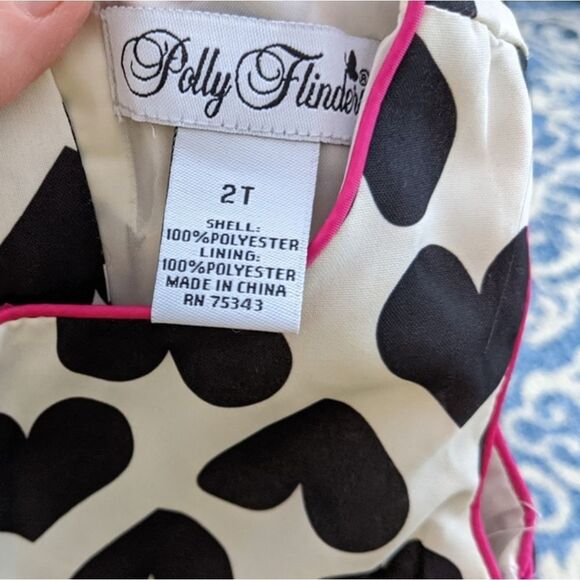 Polly Flinders®
2T
SHELL:
100%POLYESTER
LINING:
100%POLYESTER
MADE IN CHINA
RN 75343